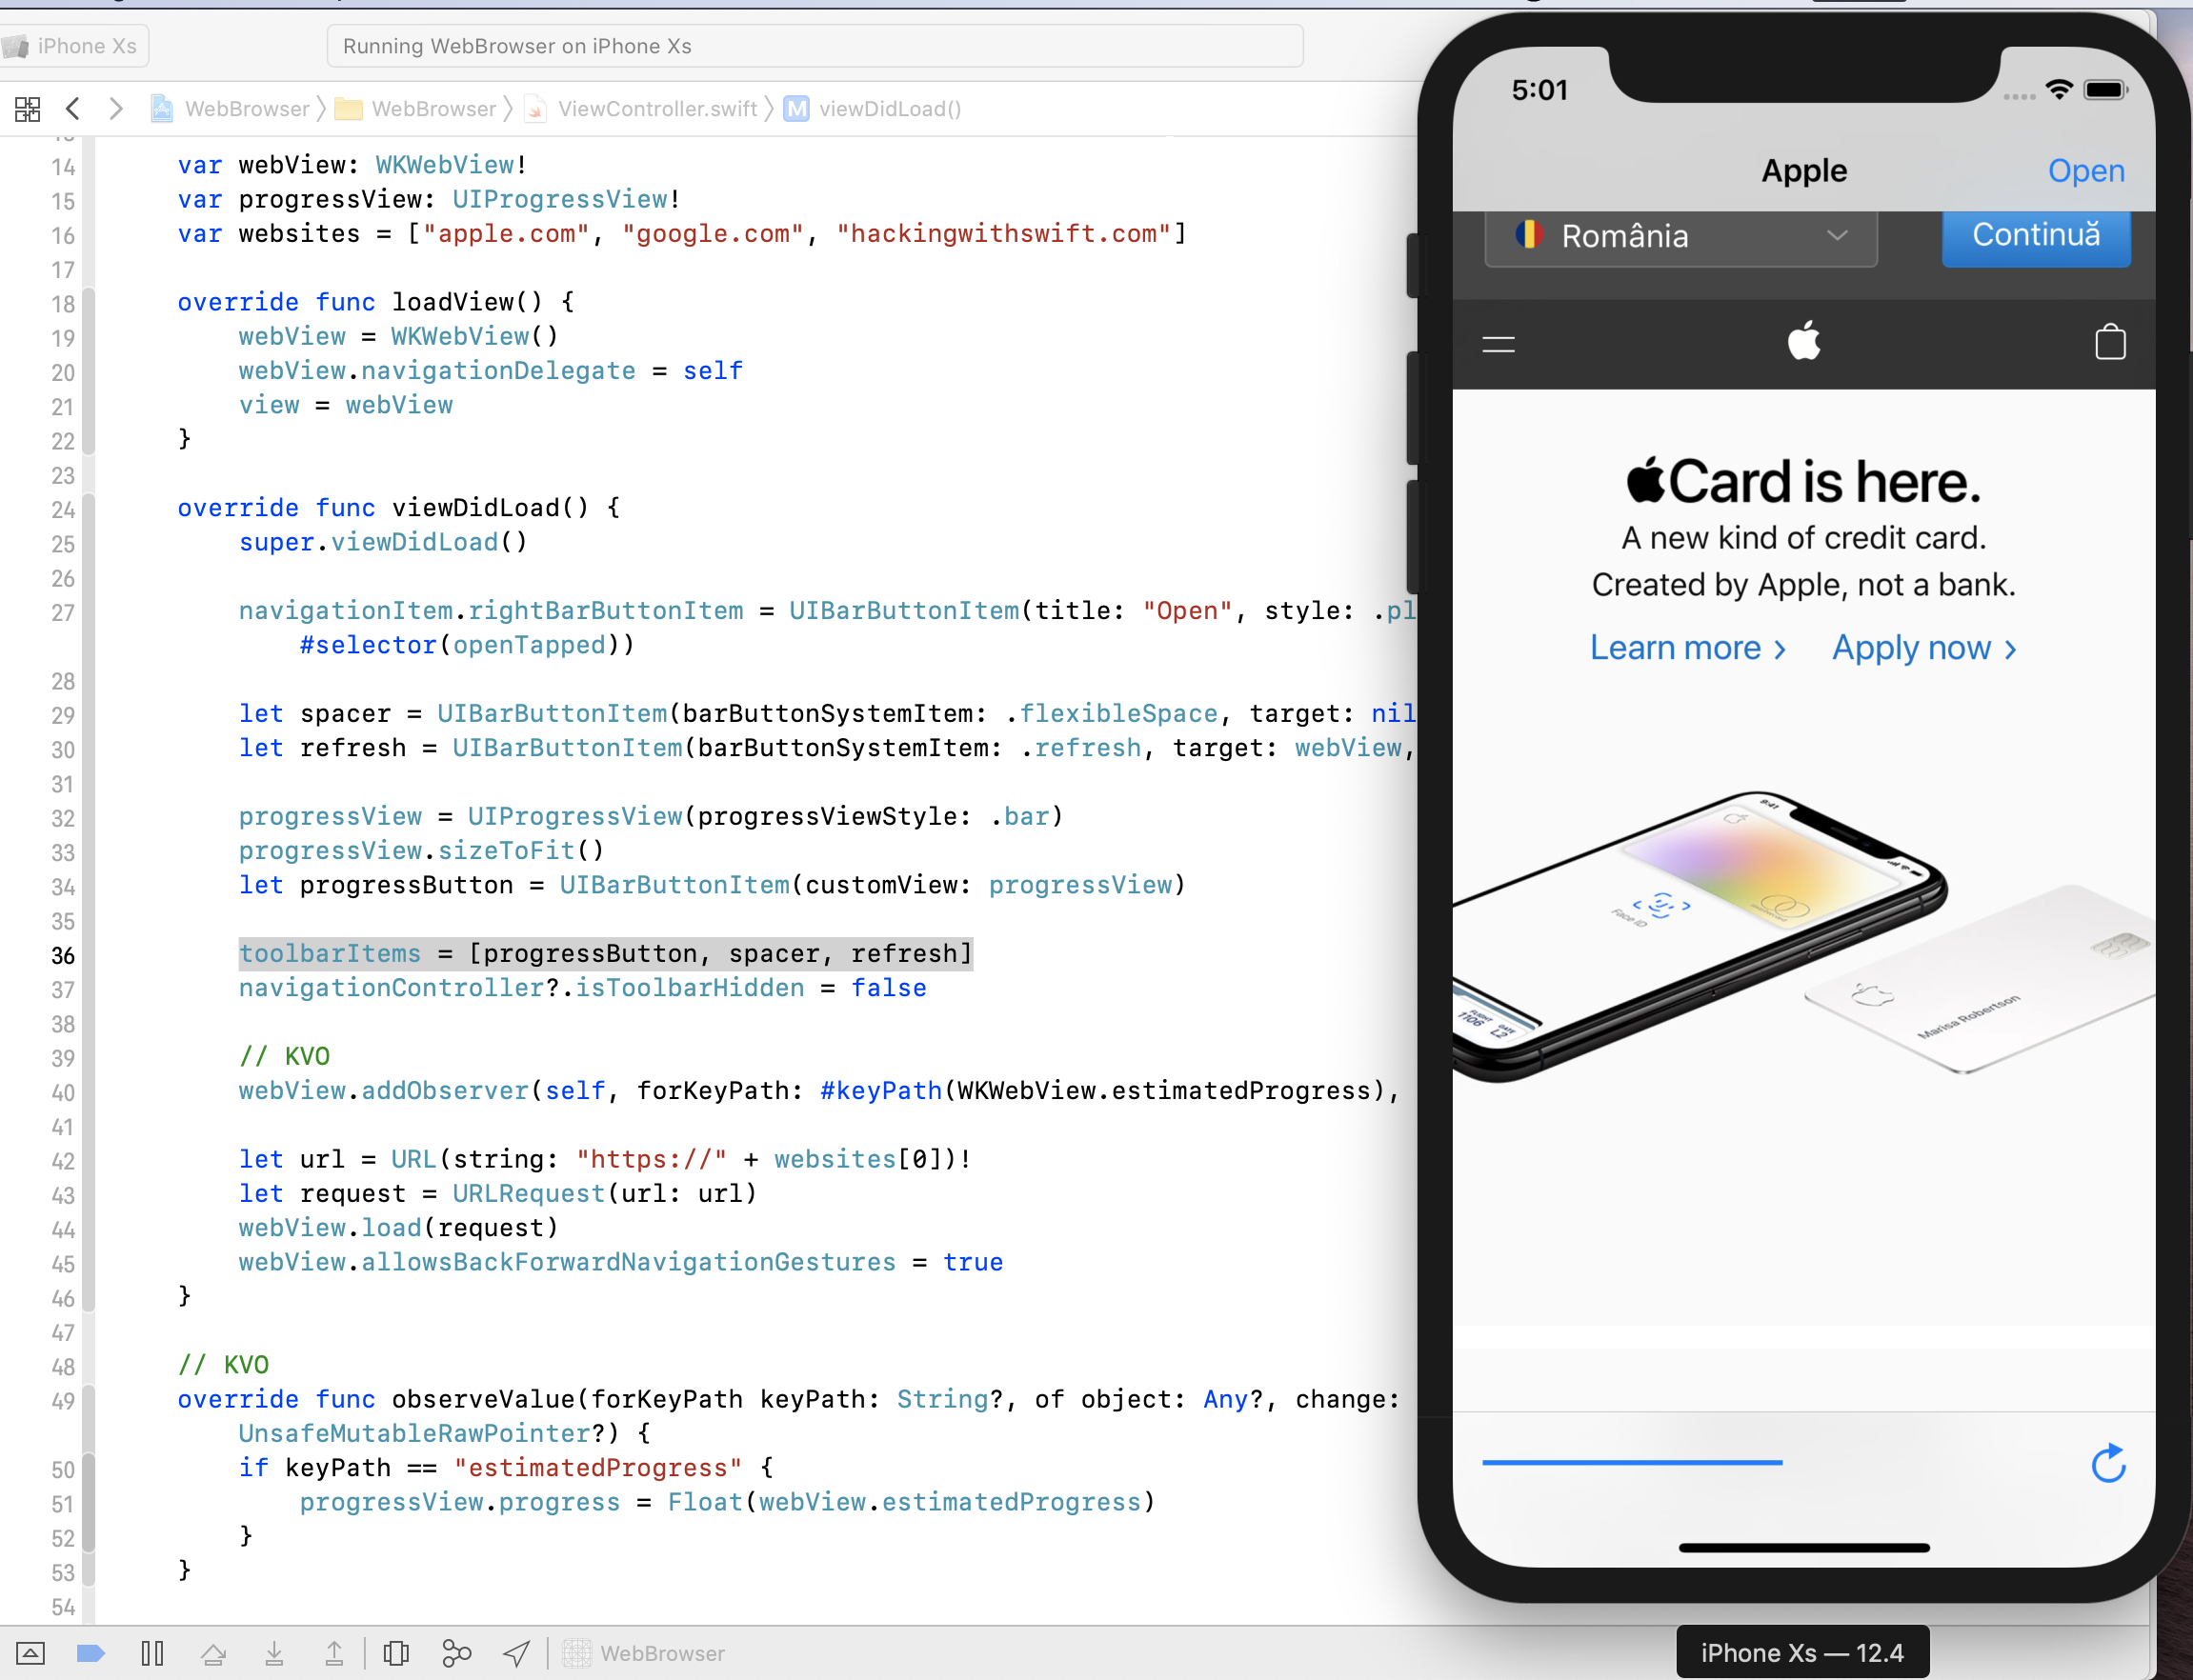 iPhone Xs
Running WebBrowser on iPhone Xs
WebBrowser
WebBrowser
ViewController.swift
M viewDidLoad()
14 var webView: WKWebView!
15 var progressView: UIProgressView!
16 var websites = ["apple.com", "google.com", "hackingwithswift.com"]
17
18 override func loadView() {
19 webView = WKWebView()
20 webView.navigationDelegate = self
21 view = webView
22 }
23
24 override func viewDidLoad() {
25 super.viewDidLoad()
26
27 navigationItem.rightBarButtonItem = UIBarButtonItem(title: "Open", style: .pl
#selector(openTapped))
28
29 let spacer = UIBarButtonItem(barButtonSystemItem: .flexibleSpace, target: nil
30 let refresh = UIBarButtonItem(barButtonSystemItem: .refresh, target: webView,
31
32 progressView = UIProgressView(progressViewStyle: .bar)
33 progressView.sizeToFit()
34 let progressButton = UIBarButtonItem(customView: progressView)
35
36 toolbarItems = [progressButton, spacer, refresh]
37 navigationController?.isToolbarHidden = false
38
39 // KVO
40 webView.addObserver(self, forKeyPath: #keyPath(WKWebView.estimatedProgress),
41
42 let url = URL(string: "https://" + websites[0])!
43 let request = URLRequest(url: url)
44 webView.load(request)
45 webView.allowsBackForwardNavigationGestures = true
46 }
47
48 // KVO
49 override func observeValue(forKeyPath keyPath: String?, of object: Any?, change:
UnsafeMutableRawPointer?) {
50 if keyPath == "estimatedProgress" {
51 progressView.progress = Float(webView.estimatedProgress)
52 }
53 }
54
WebBrowser
5:01
Apple
Open
România
Continuă
Card is here.
A new kind of credit card.
Created by Apple, not a bank.
Learn more ›
Apply now ›
9:41
Face ID
FLIGHT GATE
1106 L2
Marisa Robertson
iPhone Xs — 12.4